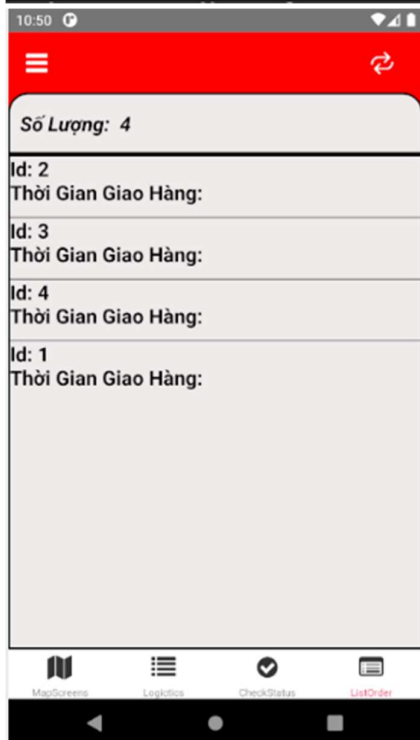 10:50
Số Lượng: 4
Id: 2
Thời Gian Giao Hàng:
Id: 3
Thời Gian Giao Hàng:
Id: 4
Thời Gian Giao Hàng:
Id: 1
Thời Gian Giao Hàng:
MapScreens Logictics CheckStatus ListOrder